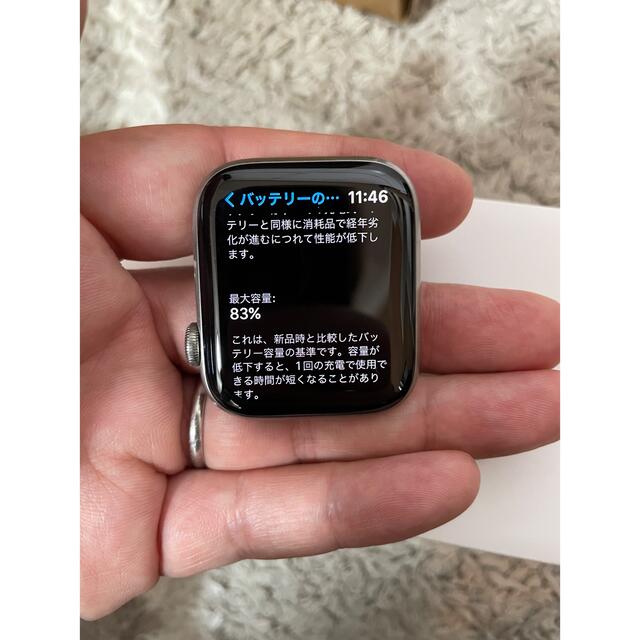 <バッテリーの… 11:46
テリーと同様に消耗品で経年劣
化が進むにつれて性能が低下し
ます。
最大容量:
83%
これは、新品時と比較したバッ
テリー容量の基準です。容量が
低下すると、1回の充電で使用で
きる時間が短くなることがあり
ます。